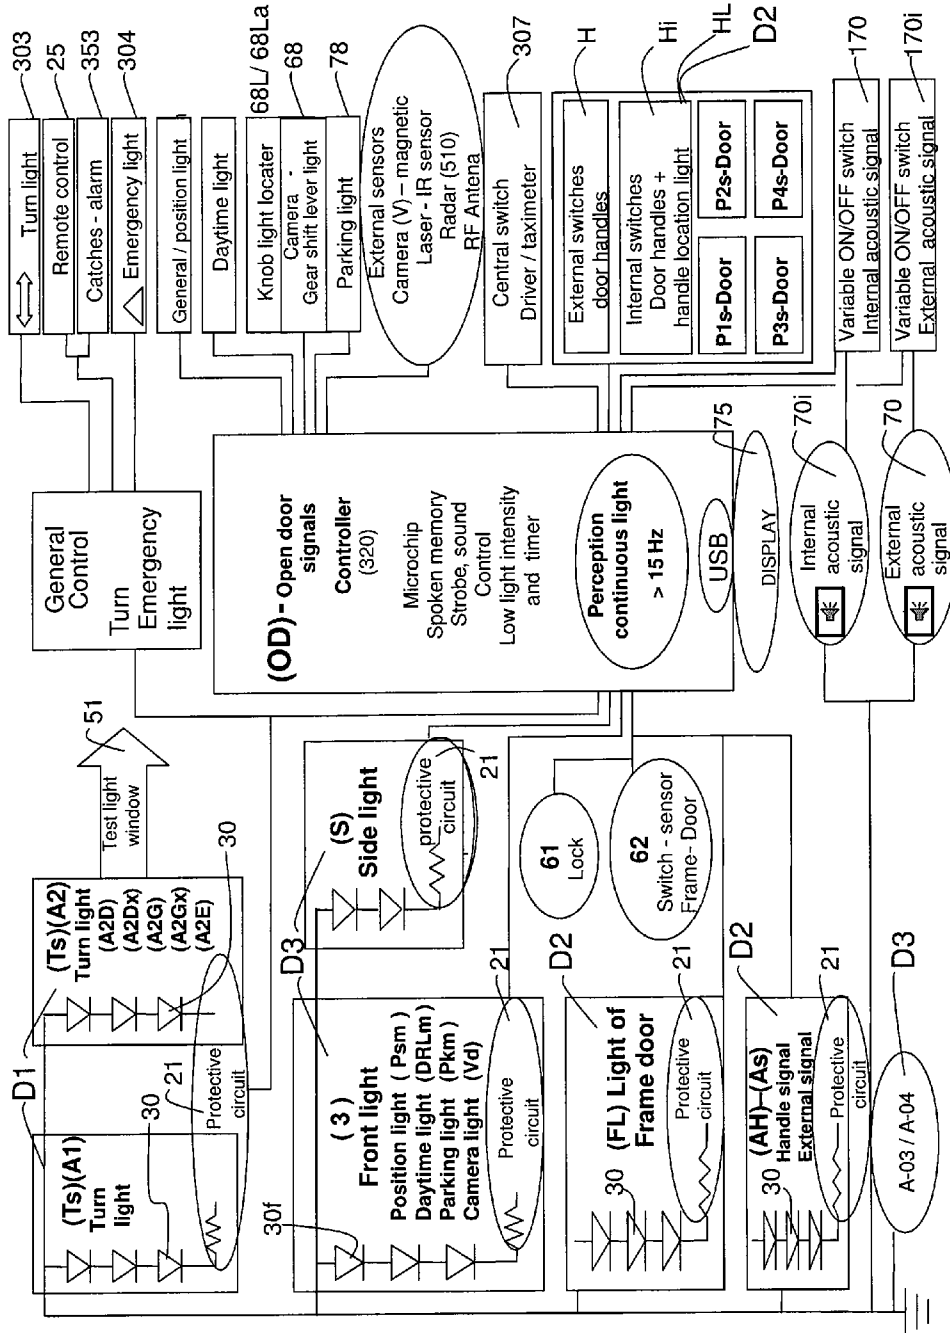 D1
(Ts)(A1)
Turn
light
30
21
Protective
circuit
(Ts)(A2)
Turn light
(A2D)
(A2Dx)
(A2G)
(A2Gx)
(A2E)
30
Test light
window
51
General
Control
Turn
Emergency
light
303
Turn light
25
Remote control
353
Catches - alarm
304
Emergency light
General / position light
Daytime light
68L/ 68La
Knob light locater
68
Camera -
Gear shift lever light
78
Parking light
External sensors
Camera (V) – magnetic
Laser - IR sensor
Radar (510)
RF Antena
307
Central switch
Driver / taximeter
H
External switches
door handles
Hi
Internal switches
Door handles +
handle location light
HL
D2
P1s-Door
P2s-Door
P3s-Door
P4s-Door
170
Variable ON/OFF switch
Internal acoustic signal
170i
Variable ON/OFF switch
External acoustic signal
(OD) - Open door
signals
Controller
(320)
Microchip
Spoken memory
Strobe, sound
Control
Low light intensity
and timer
Perception
continuous light
> 15 Hz
USB
75
DISPLAY
70i
Internal
acoustic
signal
70
External
acoustic
signal
D3
(S)
Side light
protective
circuit
21
30f
(3)
Front light
Position light ( Psm)
Daytime light (DRLm)
Parking light (Pkm)
Camera light (Vd)
Protective
circuit
21
61
Lock
62
Switch - sensor
Frame- Door
D2
(FL) Light of
Frame door
30
Protective
circuit
21
D2
(AH)–(As)
Handle signal
External signal
30
Protective
circuit
21
D3
A-03 / A-04